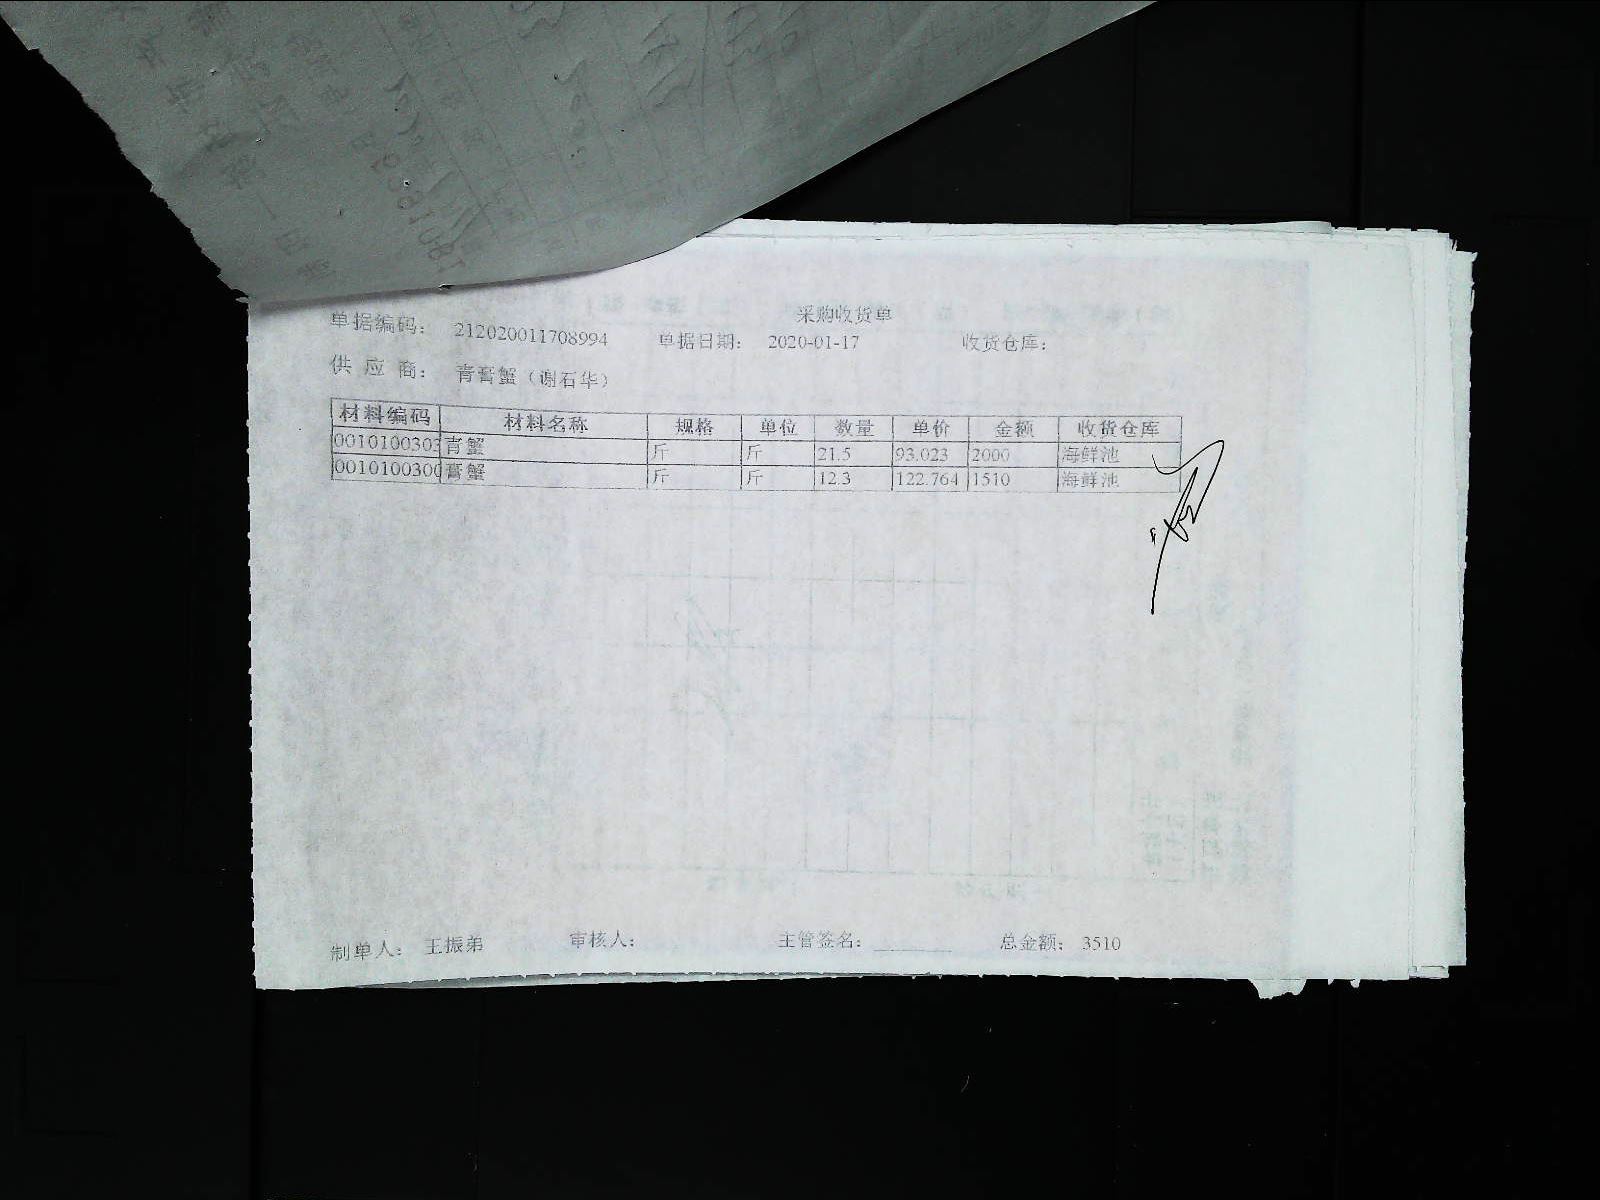 采购收货单
单据编码： 212020011708994 单据日期： 2020-01-17 收货仓库：
供 应 商： 青膏蟹（谢石华）
材料编码 材料名称 规格 单位 数量 单价 金额 收货仓库
0010100303 青蟹 斤 斤 21.5 93.023 2000 海鲜池
0010100300 膏蟹 斤 斤 12.3 122.764 1510 海鲜池
制单人： 王振弟 审核人： 主管签名： 总金额： 3510